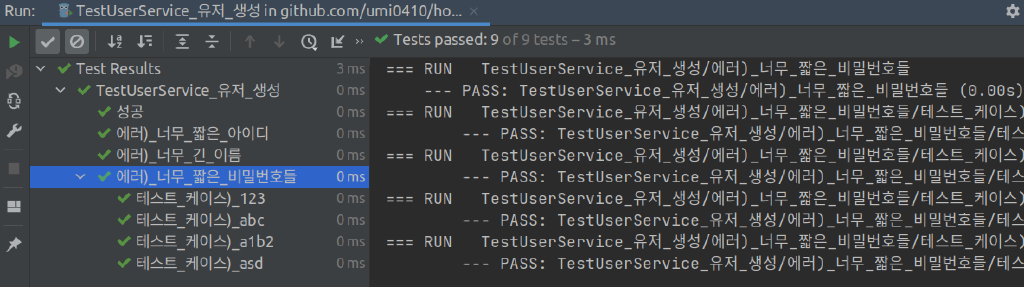 Run: TestUserService_유저_생성 in github.com/umi0410/ho...
Tests passed: 9 of 9 tests – 3 ms
Test Results 3 ms
TestUserService_유저_생성 0 ms
성공 0 ms
에러)_너무_짧은_아이디 0 ms
에러)_너무_긴_이름 0 ms
에러)_너무_짧은_비밀번호들 0 ms
테스트_케이스)_123 0 ms
테스트_케이스)_abc 0 ms
테스트_케이스)_a1b2 0 ms
테스트_케이스)_asd 0 ms
=== RUN TestUserService_유저_생성/에러)_너무_짧은_비밀번호들
--- PASS: TestUserService_유저_생성/에러)_너무_짧은_비밀번호들 (0.00s)
=== RUN TestUserService_유저_생성/에러)_너무_짧은_비밀번호들/테스트_케이스)
--- PASS: TestUserService_유저_생성/에러)_너무_짧은_비밀번호들/테스
=== RUN TestUserService_유저_생성/에러)_너무_짧은_비밀번호들/테스트_케이스)
--- PASS: TestUserService_유저_생성/에러)_너무_짧은_비밀번호들/테스
=== RUN TestUserService_유저_생성/에러)_너무_짧은_비밀번호들/테스트_케이스)
--- PASS: TestUserService_유저_생성/에러)_너무_짧은_비밀번호들/테스
=== RUN TestUserService_유저_생성/에러)_너무_짧은_비밀번호들/테스트_케이스)
--- PASS: TestUserService_유저_생성/에러)_너무_짧은_비밀번호들/테스